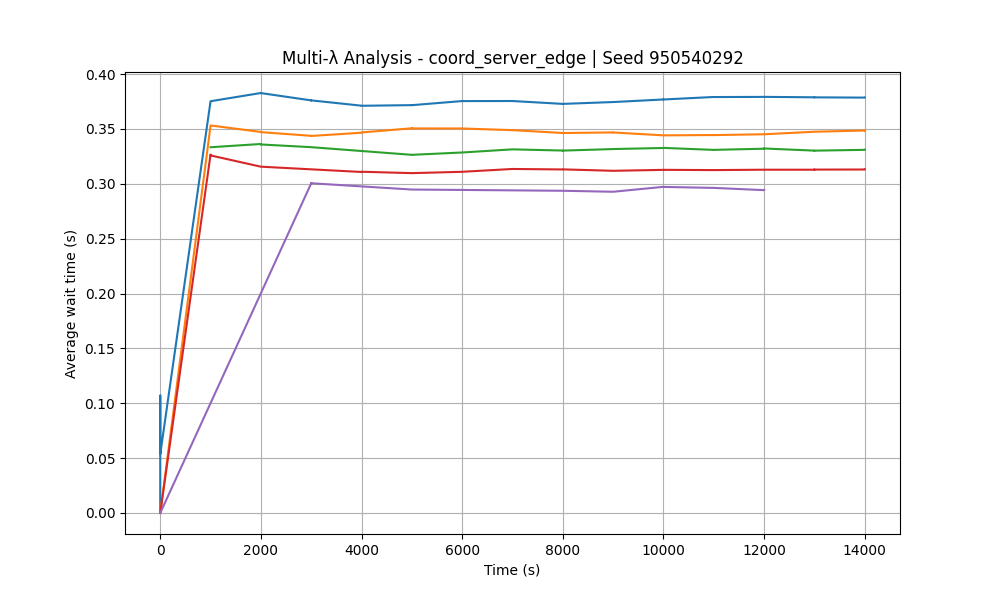 Multi-λ Analysis - coord_server_edge | Seed 950540292
0.40
0.35
0.30
0.25
0.20
0.15
0.10
0.05
0.00
Average wait time (s)
0 2000 4000 6000 8000 10000 12000 14000
Time (s)